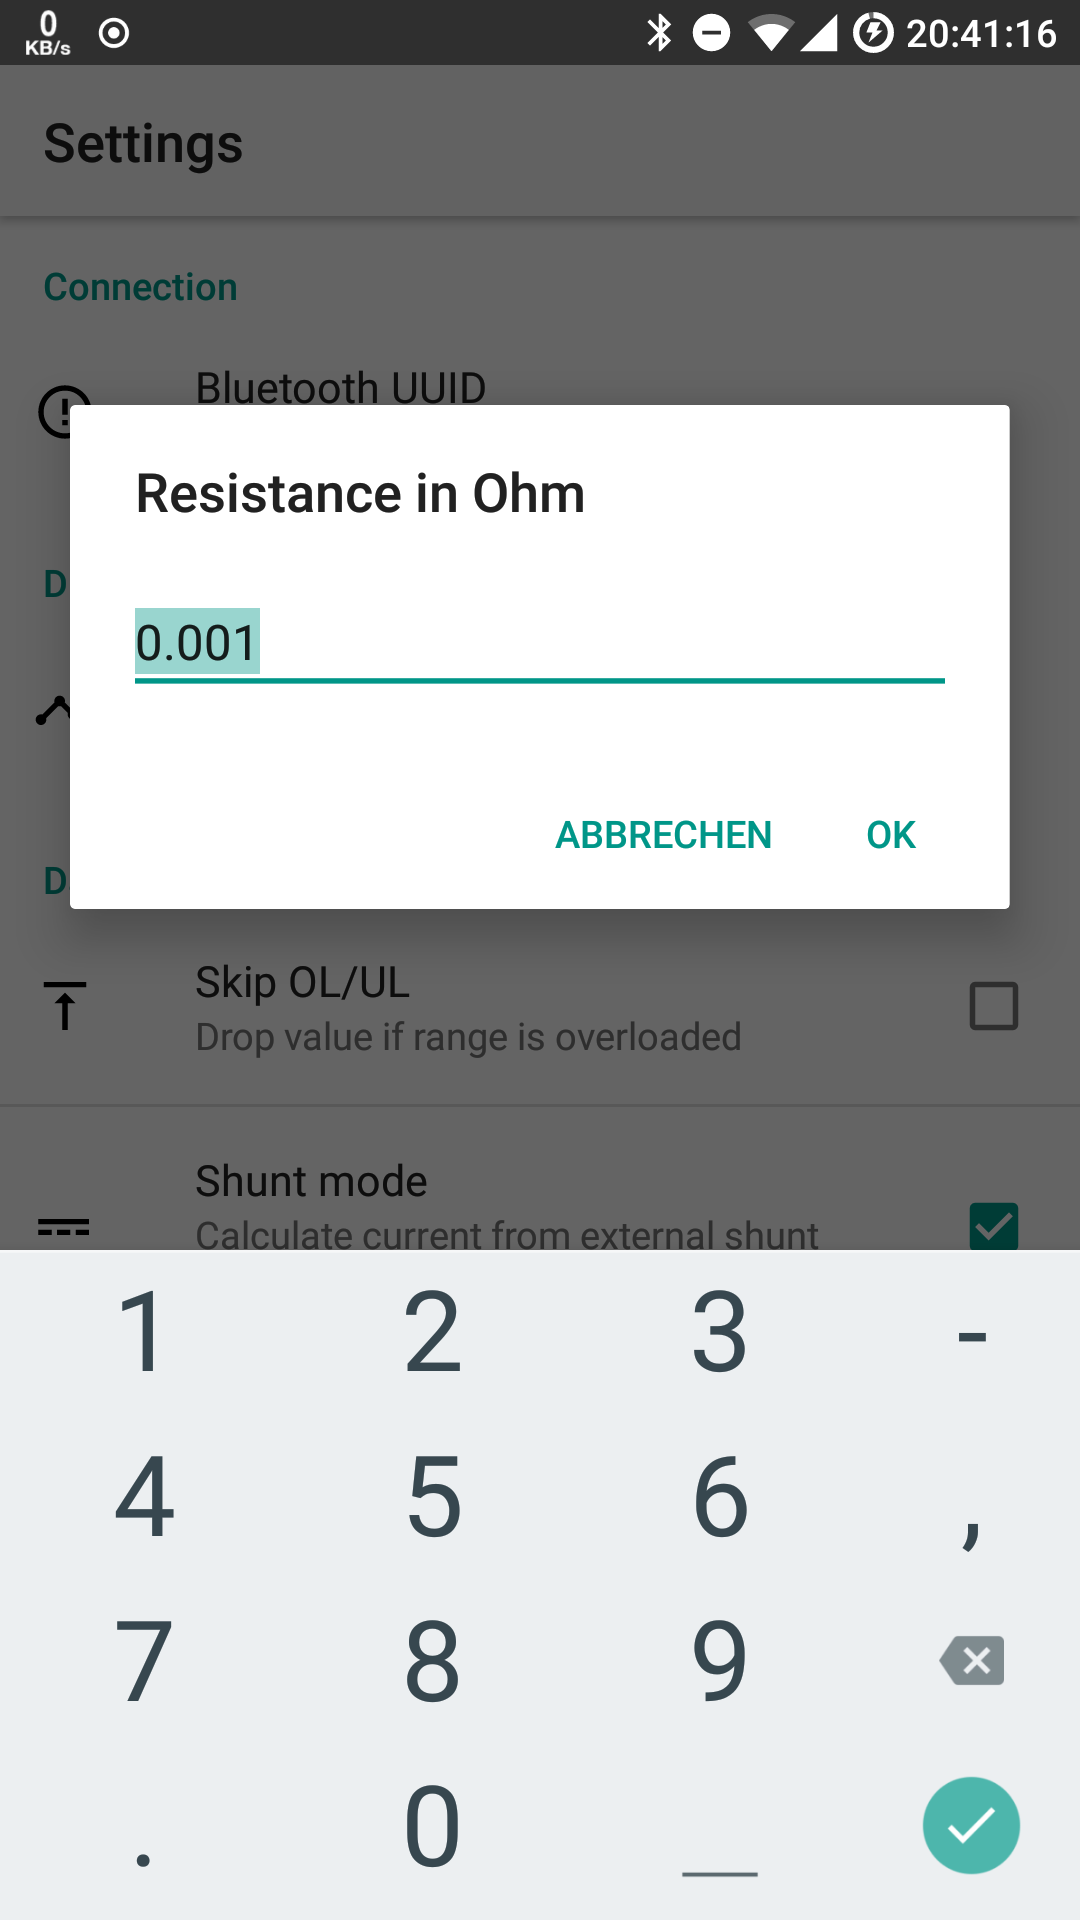 0
KB/s
20:41:16
Settings
Connection
Bluetooth UUID
Resistance in Ohm
D
0.001
ABBRECHEN OK
D
Skip OL/UL
Drop value if range is overloaded
Shunt mode
Calculate current from external shunt
1 2 3 -
4 5 6 ,
7 8 9
. 0 _